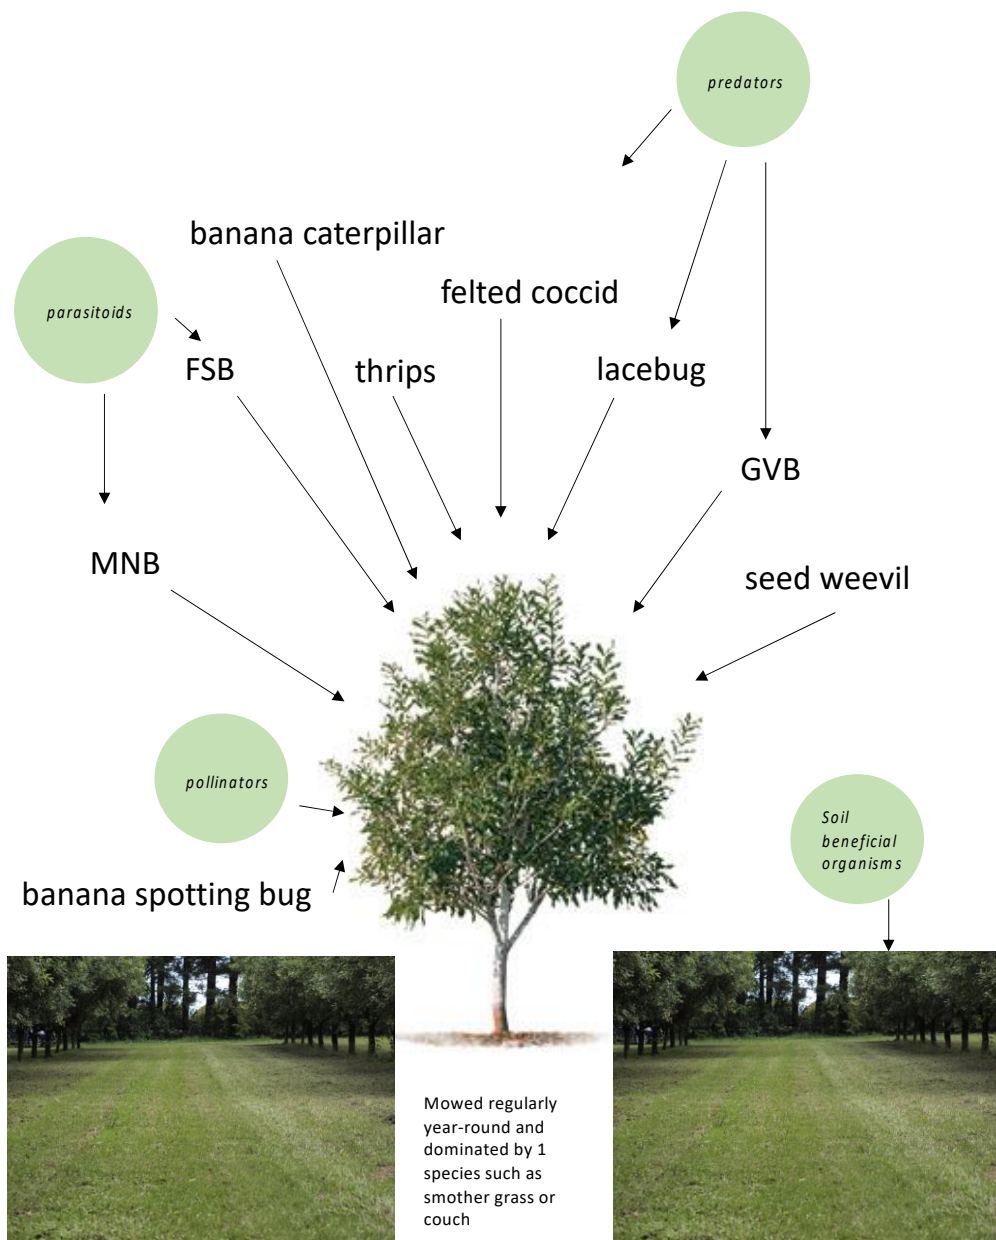 predators
banana caterpillar
felted coccid
parasitoids
FSB
thrips
lacebug
GVB
MNB
seed weevil
pollinators
Soil
beneficial
organisms
banana spotting bug
Mowed regularly
year-round and
dominated by 1
species such as
smother grass or
couch